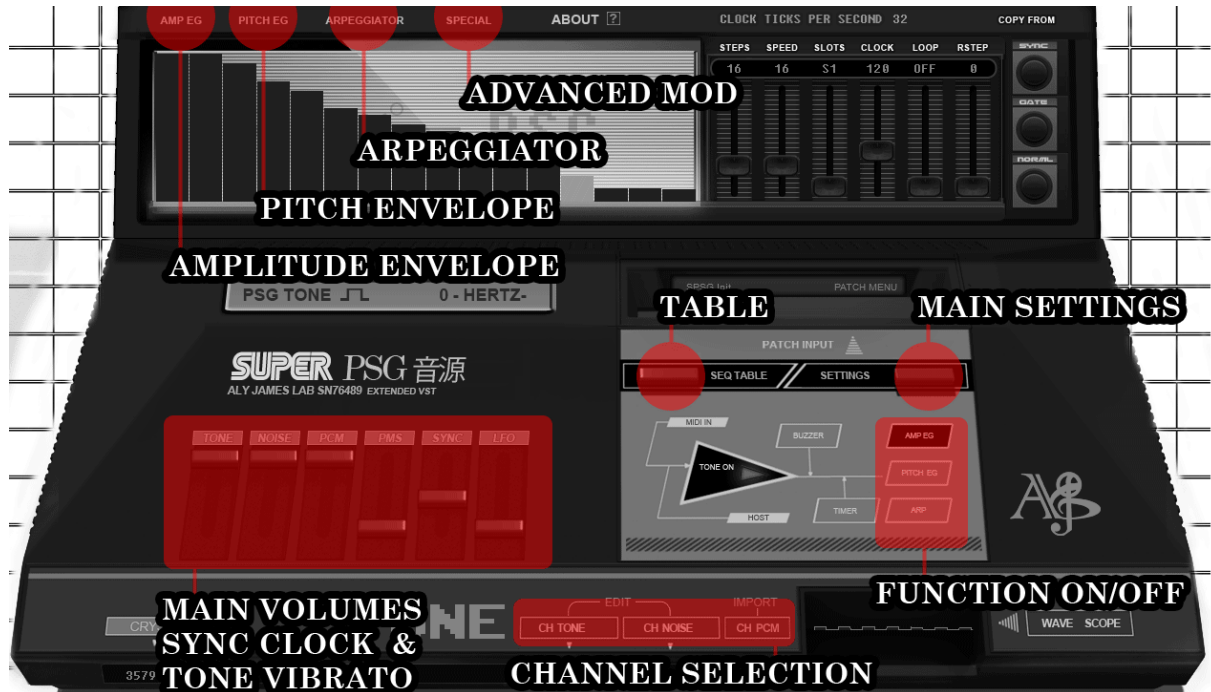 AMP EG PITCH EG ARPEGGIATOR SPECIAL ABOUT ? CLOCK TICKS PER SECOND 32 COPY FROM
STEPS SPEED SLOTS CLOCK LOOP RSTEP SYNC
16 16 S1 120 OFF 0
ADVANCED MOD
GATE
PSG
ARPEGGIATOR
NORMAL
PITCH ENVELOPE
AMPLITUDE ENVELOPE
PSG TONE 0 - HERTZ-
SPSG Init PATCH MENU
TABLE MAIN SETTINGS
PATCH INPUT
SEQ TABLE SETTINGS
SUPER PSG 音源
ALY JAMES LAB SN76489 EXTENDED VST
TONE NOISE PCM PMS SYNC LFO
MIDI IN
BUZZER
AMP EG
TONE ON
PITCH EG
HOST
TIMER
ARP
AJ
FUNCTION ON/OFF
MAIN VOLUMES
SYNC CLOCK &
TONE VIBRATO
EDIT IMPORT
CH TONE CH NOISE CH PCM
WAVE SCOPE
CHANNEL SELECTION
3579